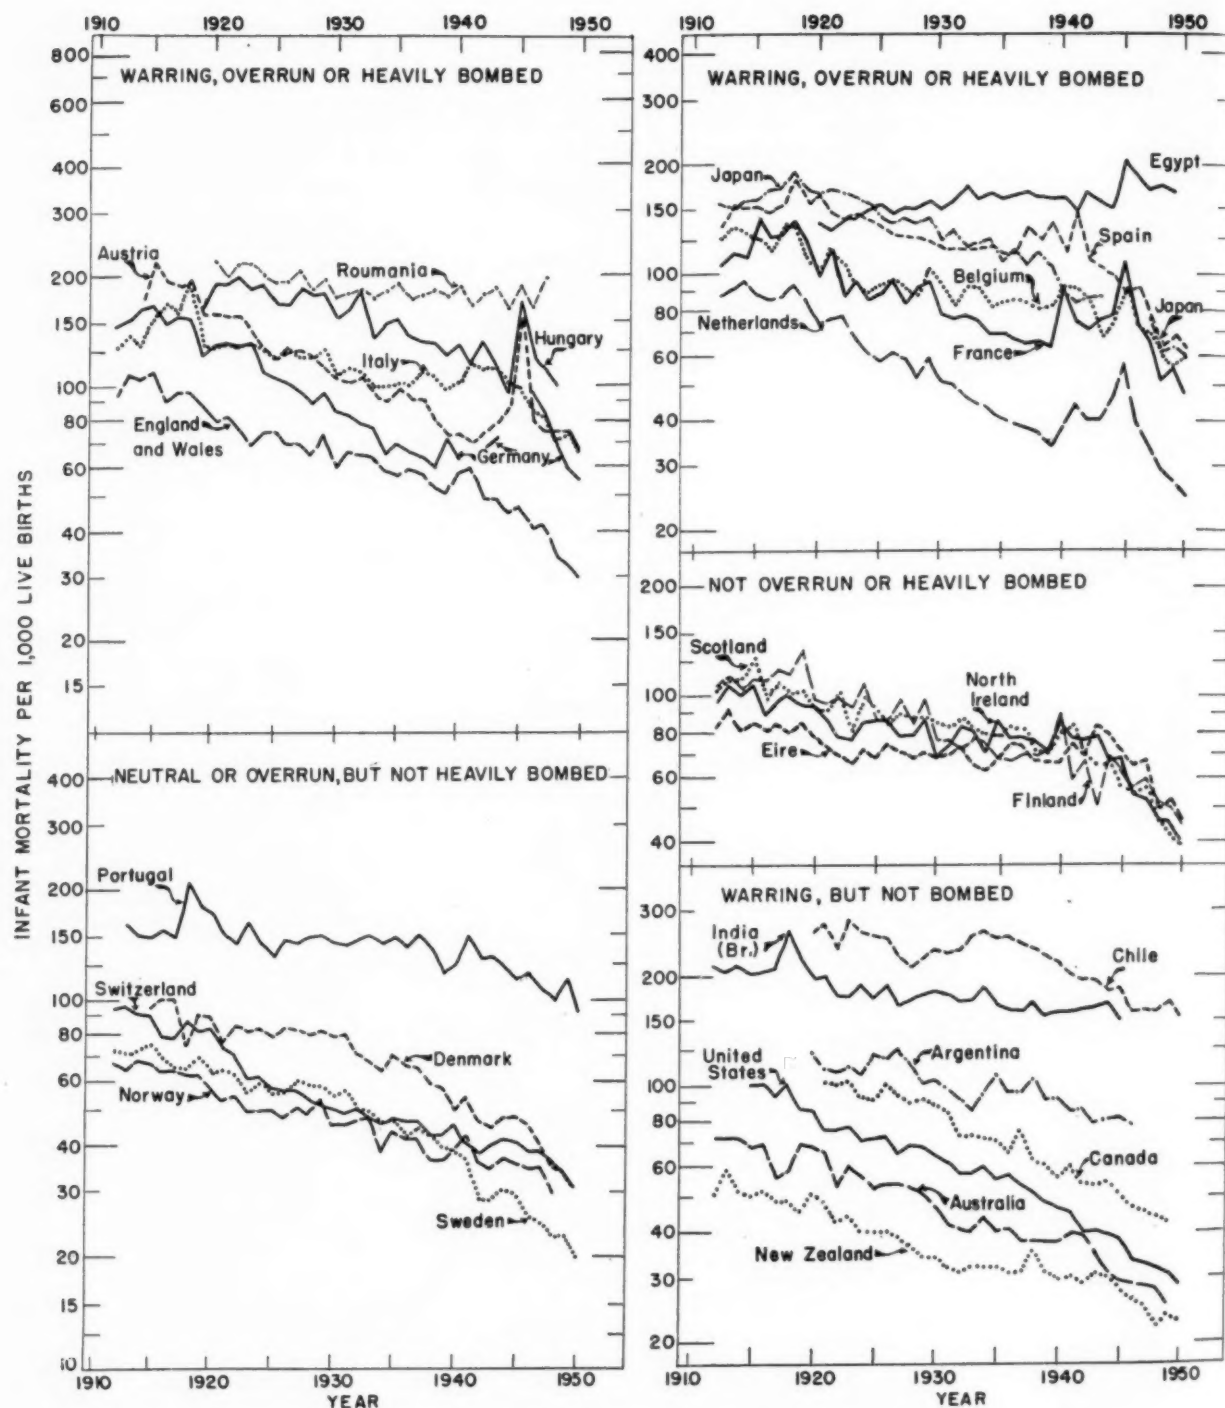 1910 1920 1930 1940 1950
800
600
400
300
200
150
100
80
60
40
30
20
15
WARRING, OVERRUN OR HEAVILY BOMBED
Austria
Roumania
Hungary
Italy
England
and Wales
Germany
1910 1920 1930 1940 1950
400
300
200
150
100
80
60
40
30
20
WARRING, OVERRUN OR HEAVILY BOMBED
Egypt
Japan
Spain
Belgium
Netherlands
Japan
France
200
150
100
80
60
40
NOT OVERRUN OR HEAVILY BOMBED
Scotland
North
Ireland
Eire
Finland
INFANT MORTALITY PER 1,000 LIVE BIRTHS
400
300
200
150
100
80
60
40
30
20
15
10
NEUTRAL OR OVERRUN, BUT NOT HEAVILY BOMBED
Portugal
Switzerland
Denmark
Norway
Sweden
1910 1920 1930 1940 1950
YEAR
300
200
150
100
80
60
40
30
20
WARRING, BUT NOT BOMBED
India
(Br.)
Chile
United
States
Argentina
Canada
Australia
New Zealand
1910 1920 1930 1940 1950
YEAR